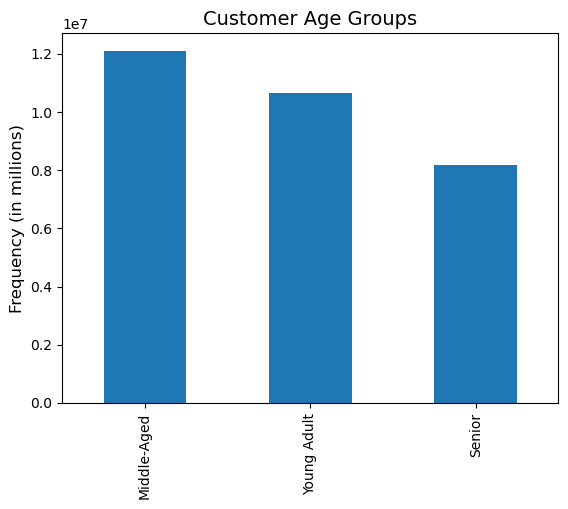 Customer Age Groups
1e7
Frequency (in millions)
1.2
1.0
0.8
0.6
0.4
0.2
0.0
Middle-Aged
Young Adult
Senior